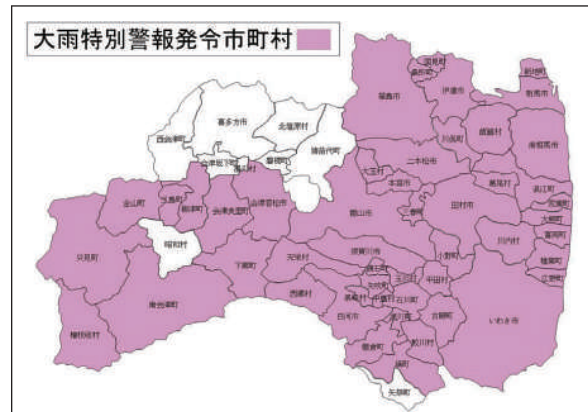 大雨特別警報発令市町村
国見町
桑折町
新地町
福島市
伊達市
相馬市
喜多方市
北塩原村
西会津町
川俣町
飯舘村
南相馬市
猪苗代町
会津坂下町
湯川村
磐梯町
二本松市
大玉村
本宮市
葛尾村
浪江町
金山町
三島町
柳津町
会津美里町
会津若松市
郡山市
三春町
田村市
双葉町
大熊町
富岡町
昭和村
川内村
只見町
下郷町
天栄村
須賀川市
小野町
楢葉町
広野町
鏡石町
南会津町
西郷村
矢吹町
玉川村
平田村
泉崎村
中島村
石川町
いわき市
檜枝岐村
白河市
浅川町
古殿町
棚倉町
鮫川村
塙町
矢祭町